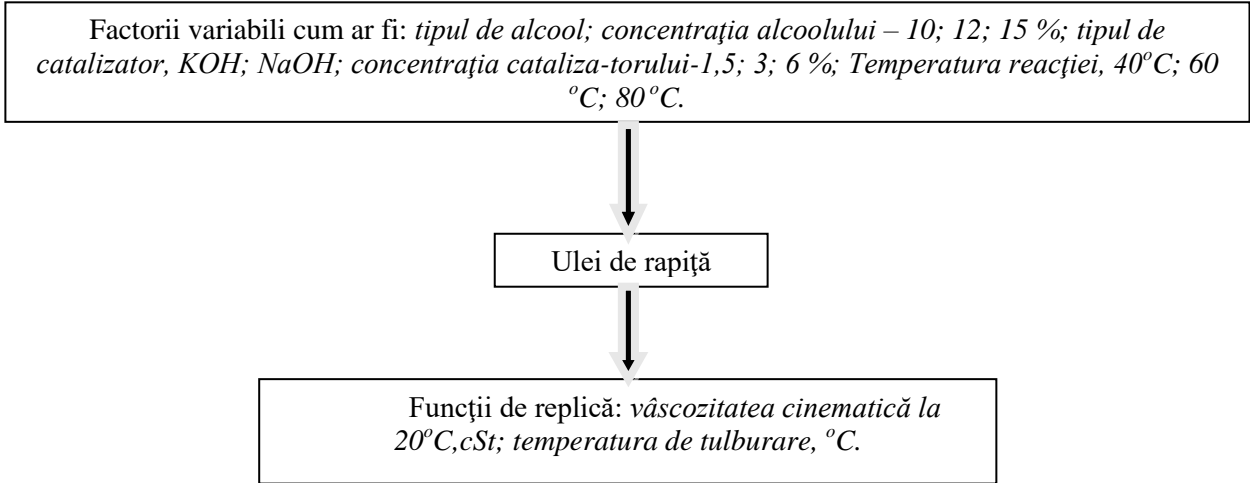 Factorii variabili cum ar fi: tipul de alcool; concentraţia alcoolului – 10; 12; 15 %; tipul de
catalizator, KOH; NaOH; concentraţia cataliza-torului-1,5; 3; 6 %; Temperatura reacţiei, 40°C; 60
°C; 80 °C.
Ulei de rapiţă
Funcţii de replică: vâscozitatea cinematică la
20°C,cSt; temperatura de tulburare, °C.